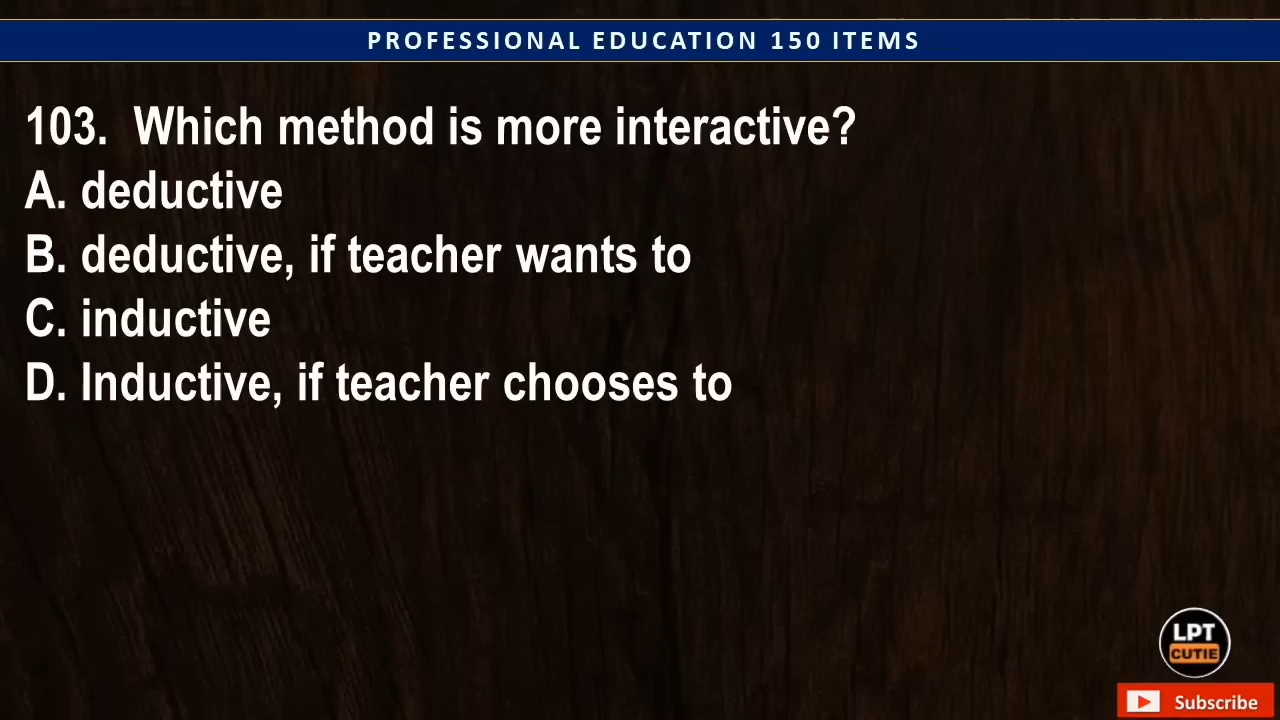 PROFESSIONAL EDUCATION 150 ITEMS
103. Which method is more interactive?
A. deductive
B. deductive, if teacher wants to
C. inductive
D. Inductive, if teacher chooses to
LPT
CUTIE
Subscribe